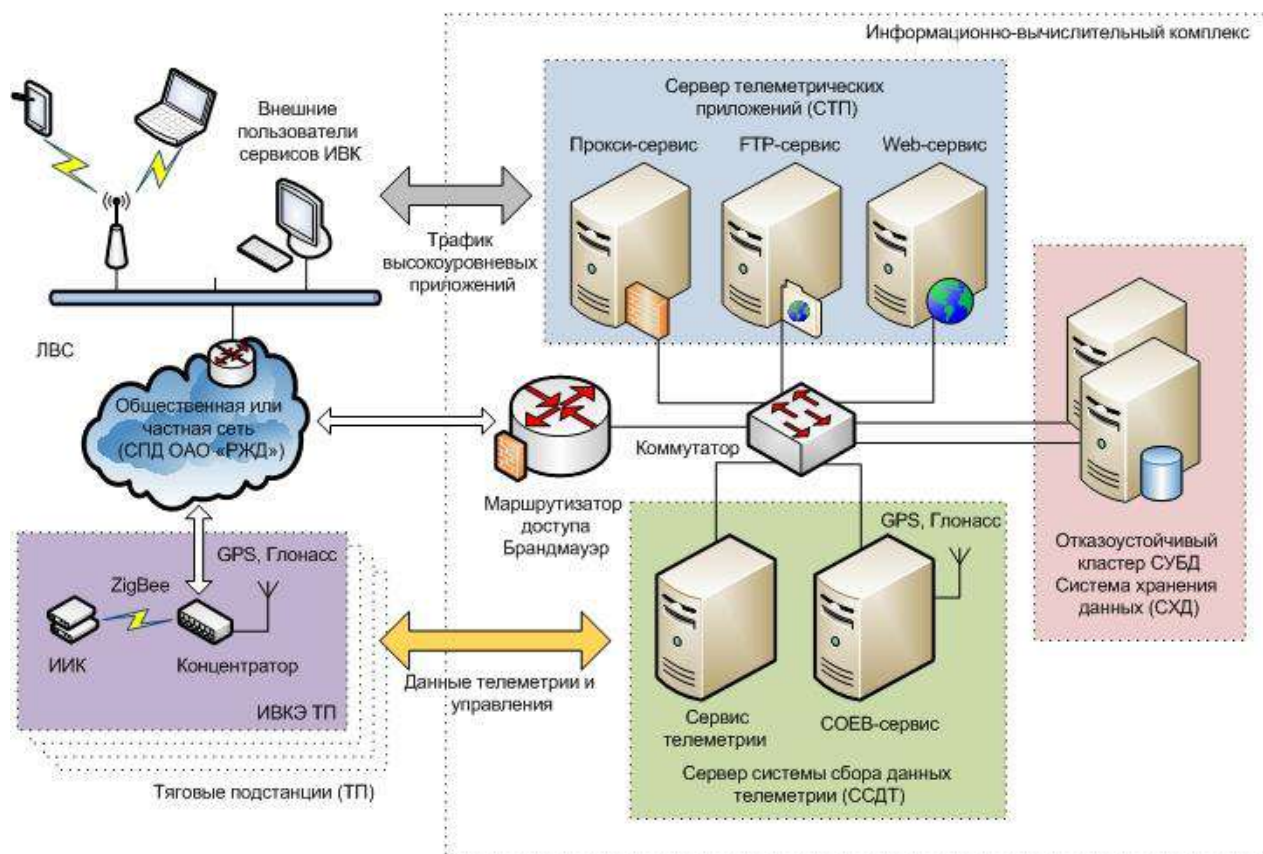 Информационно-вычислительный комплекс
Сервер телеметрических
приложений (СТП)
Прокси-сервис
FTP-сервис
Web-сервис
Внешние
пользователи
сервисов ИВК
Трафик
высокоуровневых
приложений
ЛВС
Общественная или
частная сеть
(СПД ОАО «РЖД»)
Коммутатор
Маршрутизатор
доступа
Брандмауэр
Отказоустойчивый
кластер СУБД
Система хранения
данных (СХД)
GPS, Глонасс
ZigBee
ИИК
Концентратор
ИВКЭ ТП
Тяговые подстанции (ТП)
Данные телеметрии и
управления
GPS, Глонасс
Сервис
телеметрии
СОЕВ-сервис
Сервер системы сбора данных
телеметрии (ССДТ)